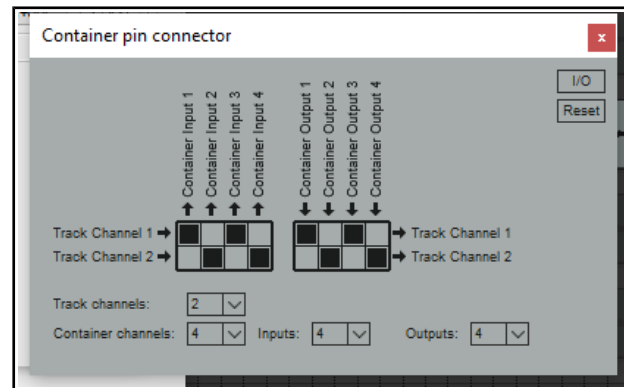 Container pin connector
x
I/O
Reset
Container Input 1
Container Input 2
Container Input 3
Container Input 4
Container Output 1
Container Output 2
Container Output 3
Container Output 4
Track Channel 1
Track Channel 1
Track Channel 2
Track Channel 2
Track channels: 2
Container channels: 4 Inputs: 4 Outputs: 4